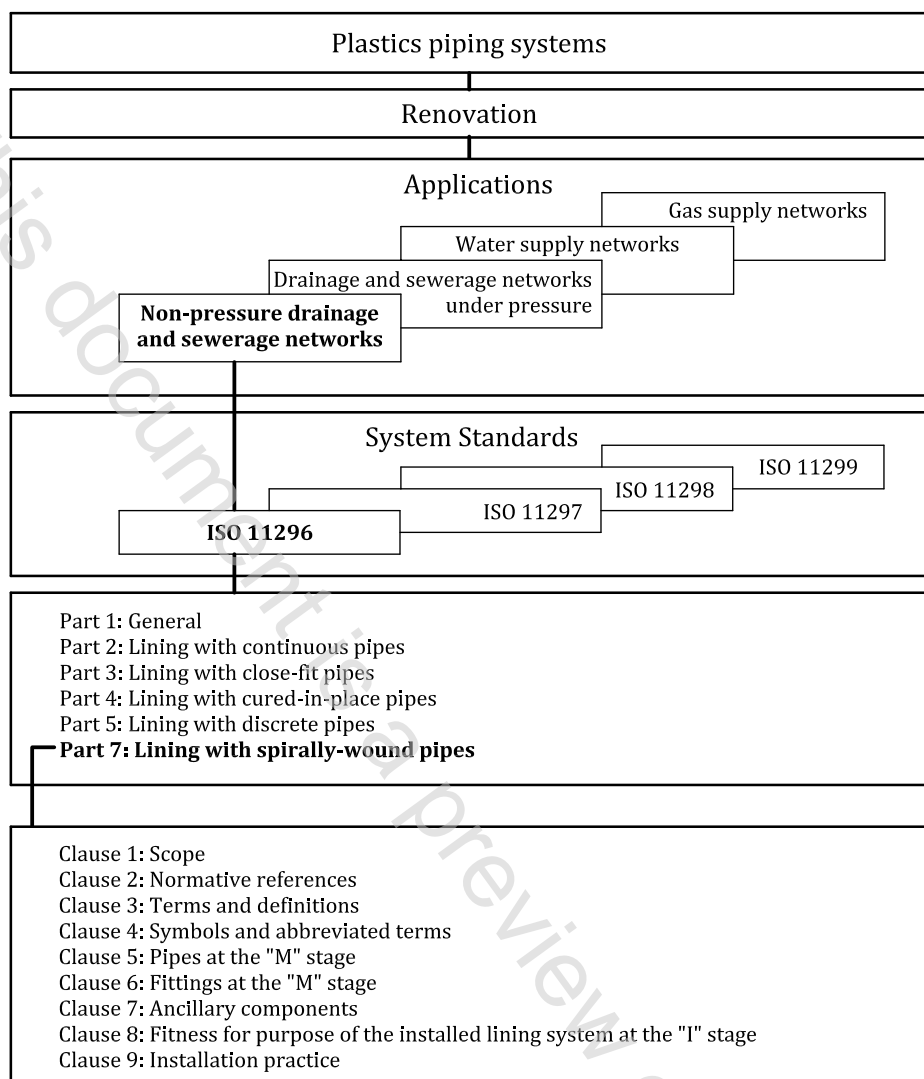 Plastics piping systems
Renovation
Applications
Gas supply networks
Water supply networks
Drainage and sewerage networks
under pressure
Non-pressure drainage
and sewerage networks
System Standards
ISO 11299
ISO 11298
ISO 11297
ISO 11296
Part 1: General
Part 2: Lining with continuous pipes
Part 3: Lining with close-fit pipes
Part 4: Lining with cured-in-place pipes
Part 5: Lining with discrete pipes
Part 7: Lining with spirally-wound pipes
Clause 1: Scope
Clause 2: Normative references
Clause 3: Terms and definitions
Clause 4: Symbols and abbreviated terms
Clause 5: Pipes at the "M" stage
Clause 6: Fittings at the "M" stage
Clause 7: Ancillary components
Clause 8: Fitness for purpose of the installed lining system at the "I" stage
Clause 9: Installation practice
document is a preview